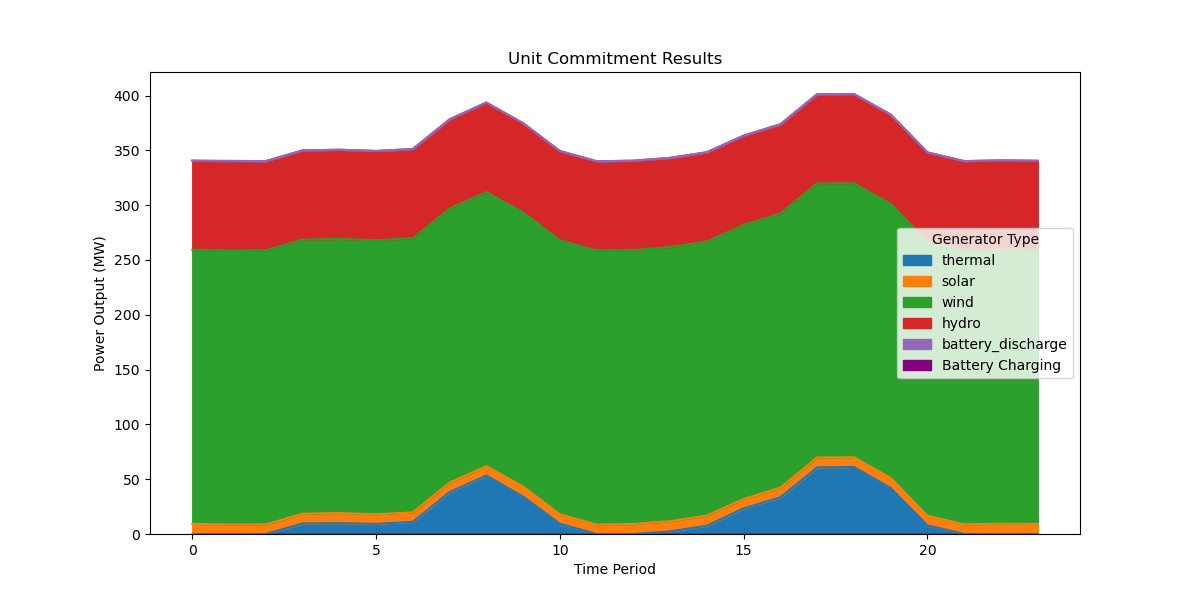 Unit Commitment Results
Power Output (MW)
400
350
300
250
200
150
100
50
0
Generator Type
thermal
solar
wind
hydro
battery_discharge
Battery Charging
0 5 10 15 20
Time Period